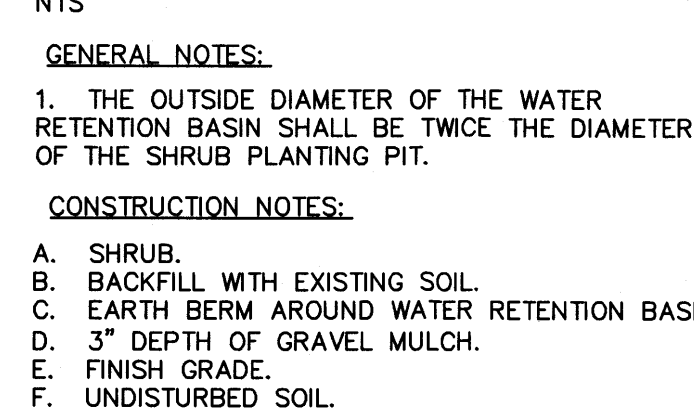 NTS
GENERAL NOTES:
1. THE OUTSIDE DIAMETER OF THE WATER
RETENTION BASIN SHALL BE TWICE THE DIAMETER
OF THE SHRUB PLANTING PIT.
CONSTRUCTION NOTES:
A. SHRUB.
B. BACKFILL WITH EXISTING SOIL.
C. EARTH BERM AROUND WATER RETENTION BASI
D. 3" DEPTH OF GRAVEL MULCH.
E. FINISH GRADE.
F. UNDISTURBED SOIL.